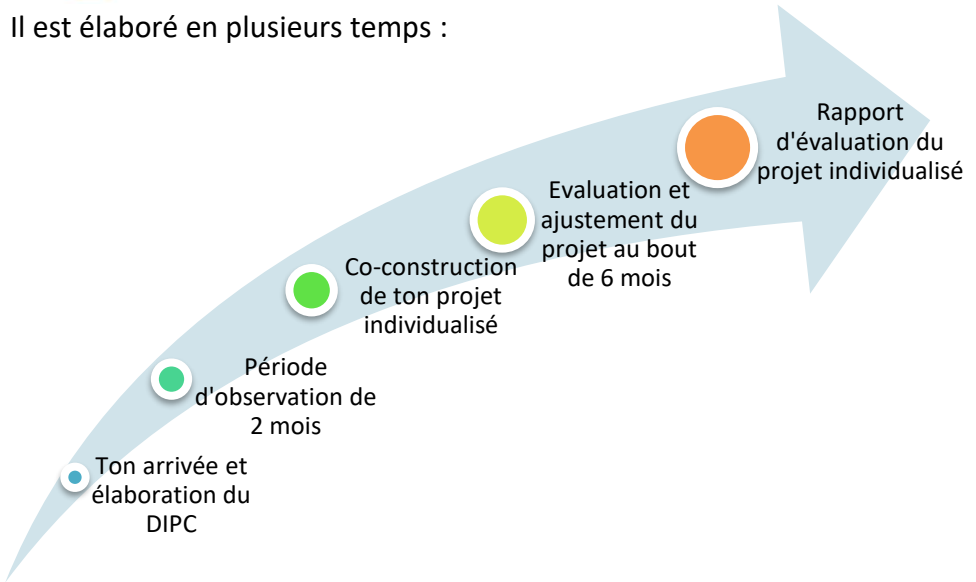 Il est élaboré en plusieurs temps :
Ton arrivée et
élaboration du
DIPC
Période
d'observation de
2 mois
Co-construction
de ton projet
individualisé
Evaluation et
ajustement du
projet au bout
de 6 mois
Rapport
d'évaluation du
projet individualisé